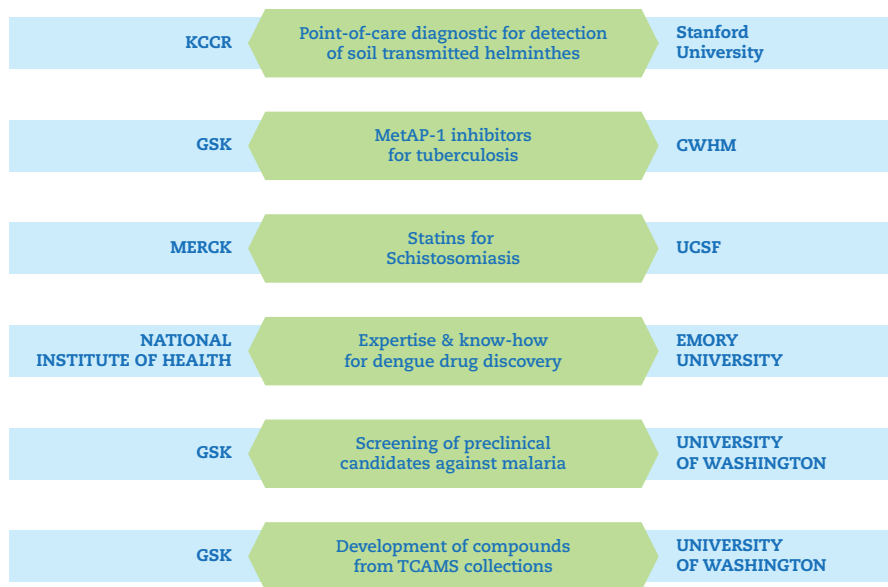 KCCR
Point-of-care diagnostic for detection
of soil transmitted helminthes
Stanford
University
GSK
MetAP-1 inhibitors
for tuberculosis
CWHM
MERCK
Statins for
Schistosomiasis
UCSF
NATIONAL
INSTITUTE OF HEALTH
Expertise & know-how
for dengue drug discovery
EMORY
UNIVERSITY
GSK
Screening of preclinical
candidates against malaria
UNIVERSITY
OF WASHINGTON
GSK
Development of compounds
from TCAMS collections
UNIVERSITY
OF WASHINGTON